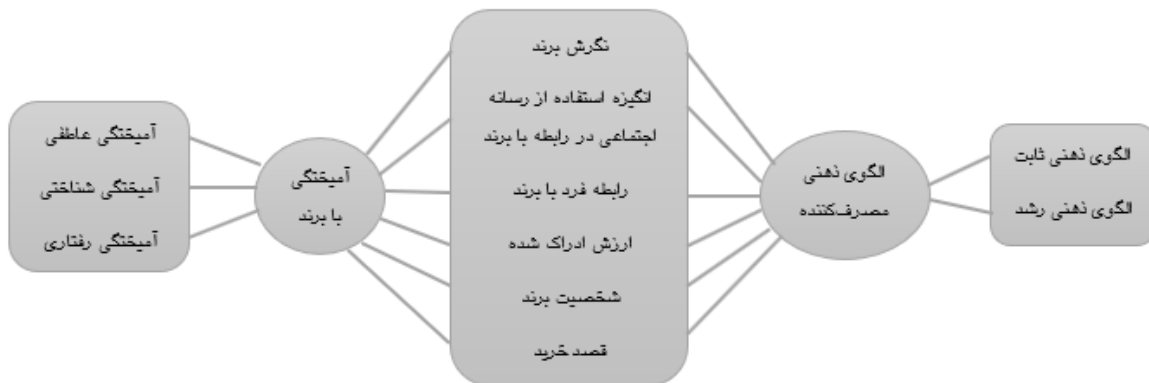 الگوی ذهنی ثابت
الگوی ذهنی رشد
الگوی ذهنی
مصرف‌کننده
نگرش برند
انگیزه استفاده از رسانه
اجتماعی در رابطه با برند
رابطه فرد با برند
ارزش ادراک شده
شخصیت برند
قصد خرید
آمیختگی
با برند
آمیختگی عاطفی
آمیختگی شناختی
آمیختگی رفتاری